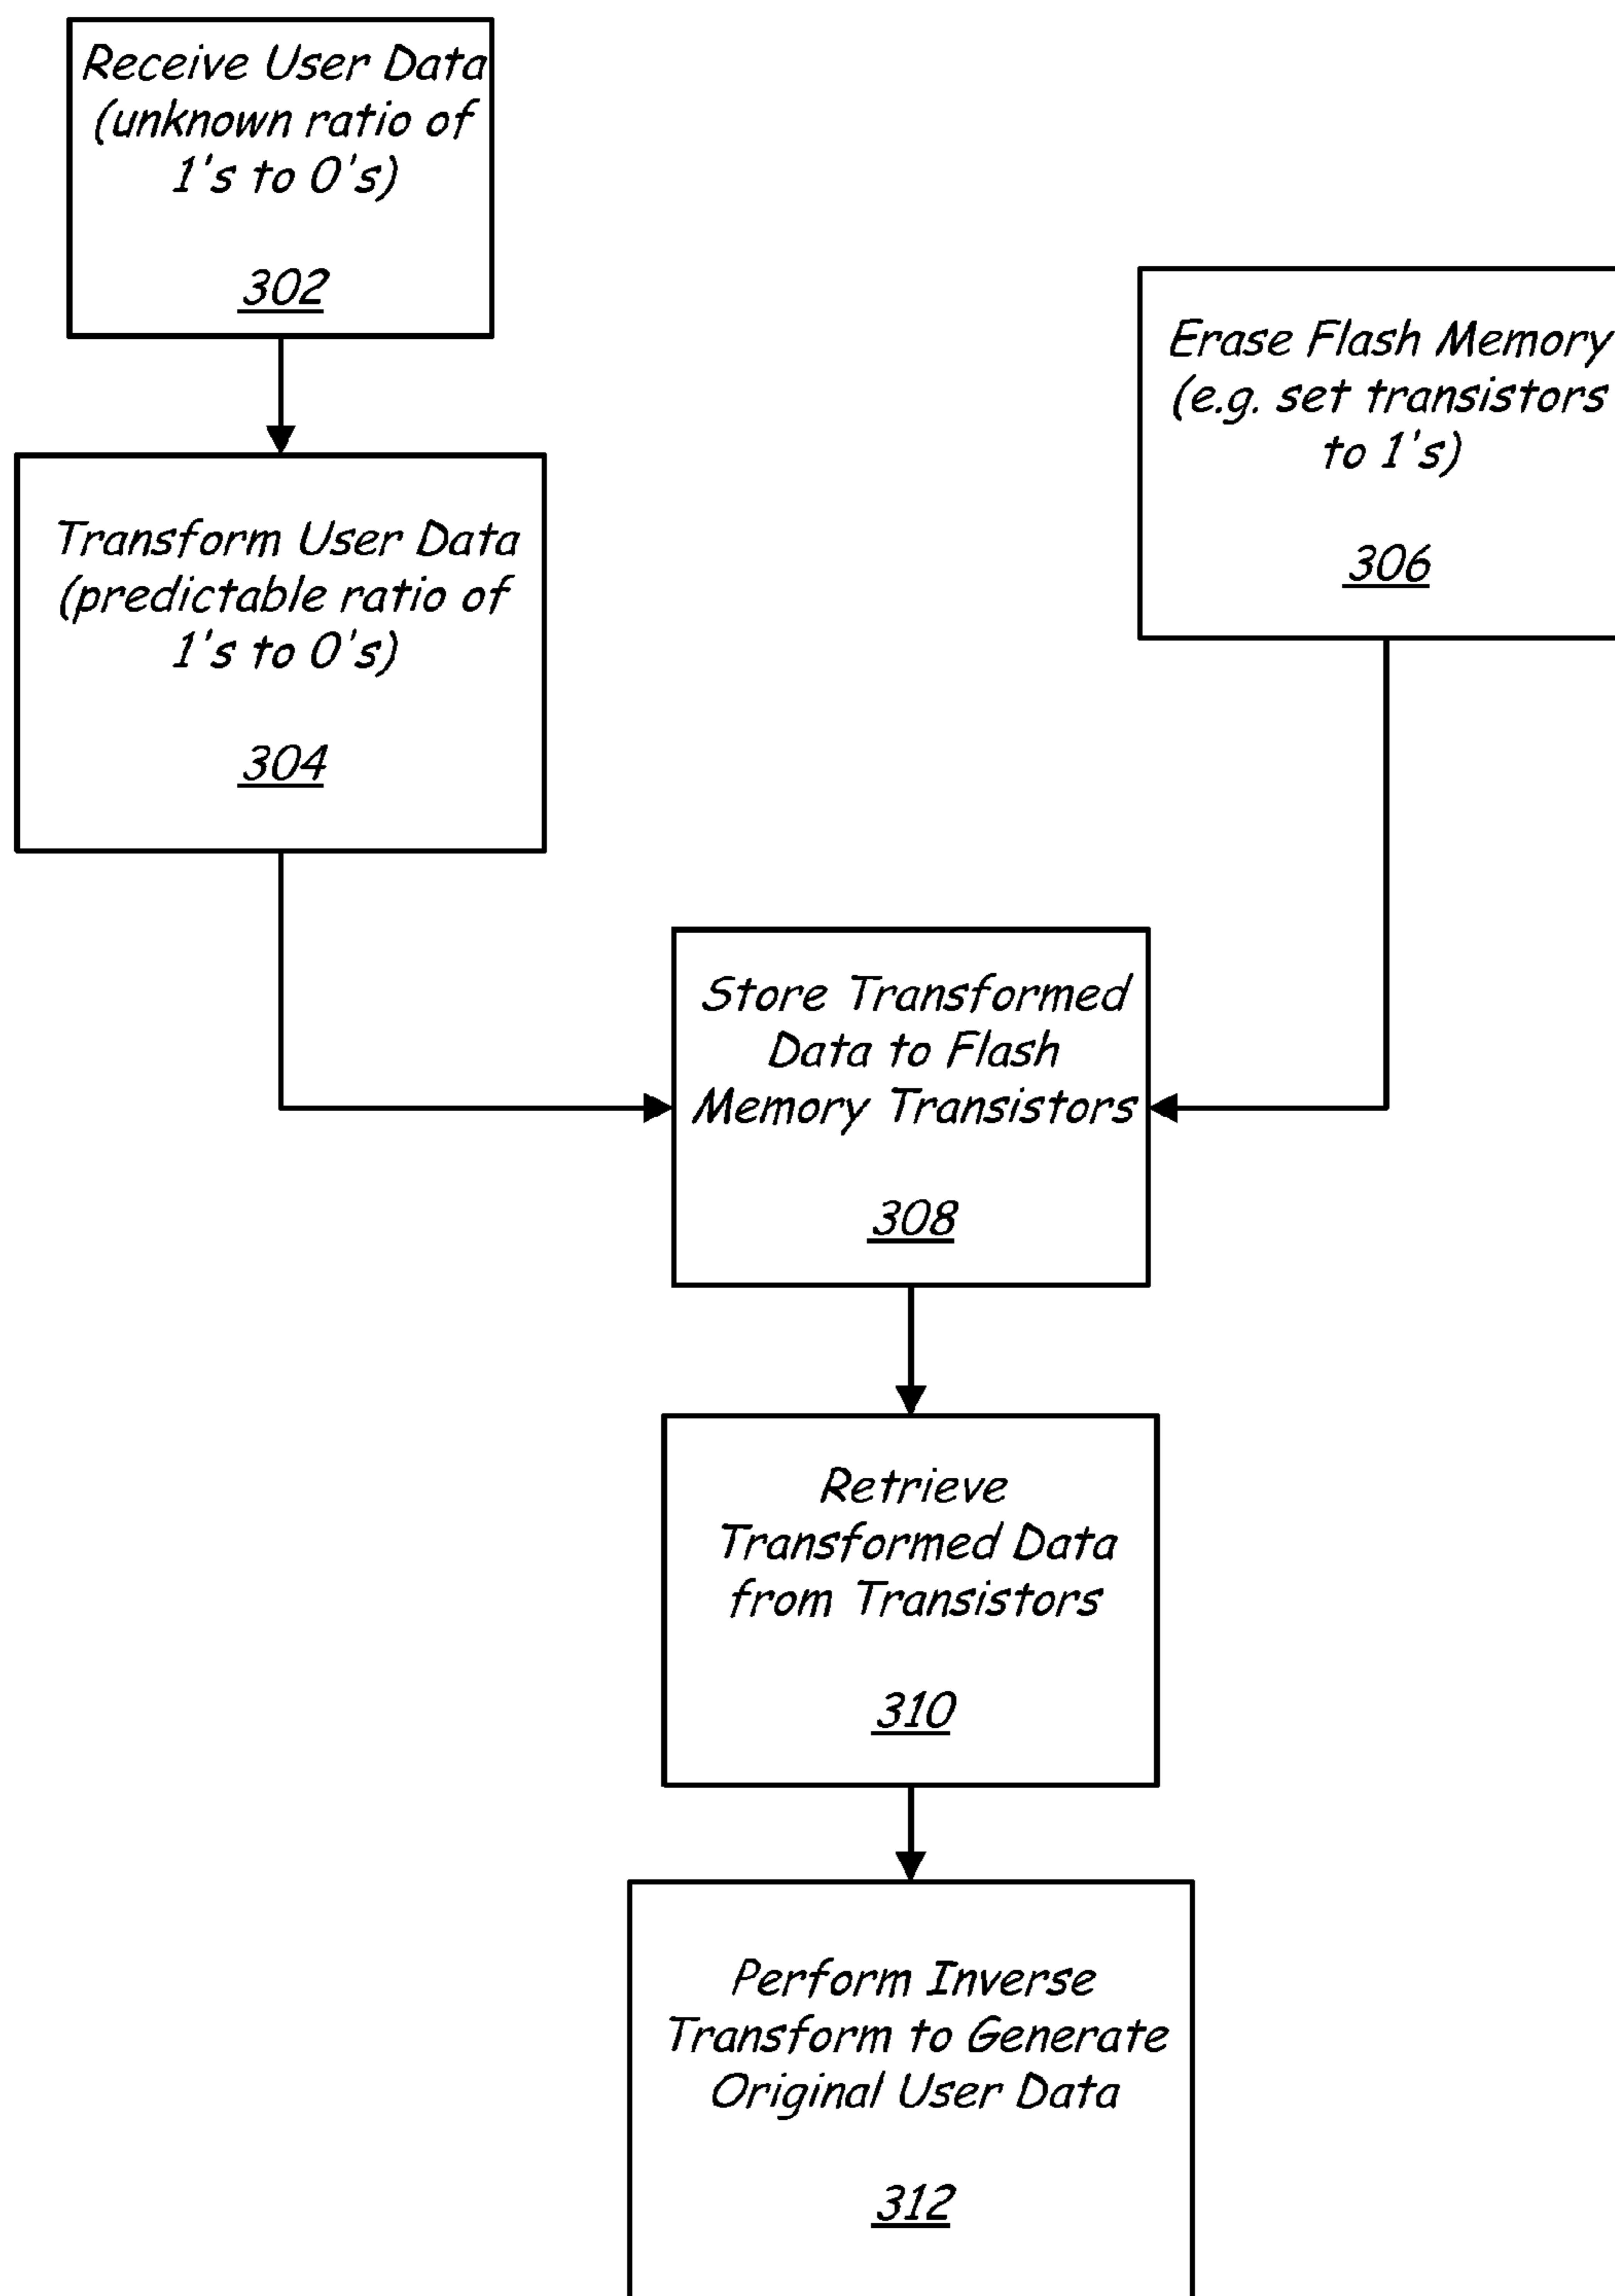 Receive User Data
(unknown ratio of
1's to 0's)
302
Transform User Data
(predictable ratio of
1's to 0's)
304
Erase Flash Memory
(e.g. set transistors
to 1's)
306
Store Transformed
Data to Flash
Memory Transistors
308
Retrieve
Transformed Data
from Transistors
310
Perform Inverse
Transform to Generate
Original User Data
312